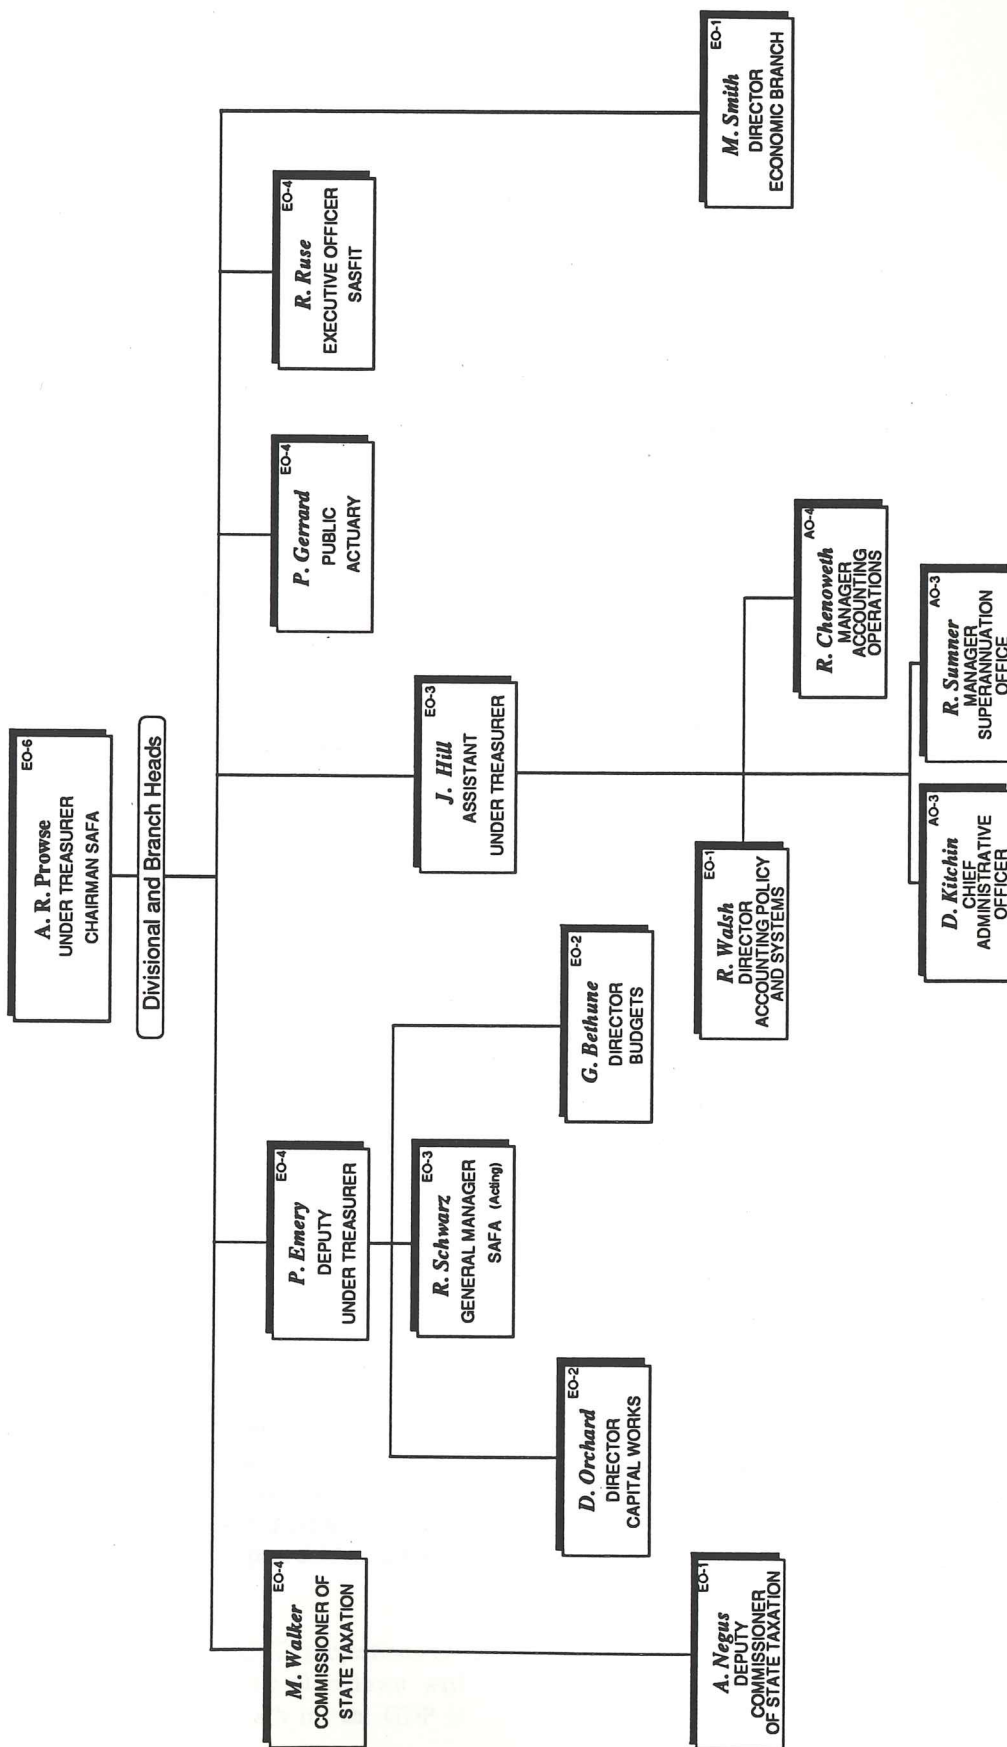 EO-6
A. R. Prowse
UNDER TREASURER
CHAIRMAN SAFA
Divisional and Branch Heads
EO-4
M. Walker
COMMISSIONER OF
STATE TAXATION
EO-4
P. Emery
DEPUTY
UNDER TREASURER
EO-4
P. Gerrard
PUBLIC
ACTUARY
EO-4
R. Ruse
EXECUTIVE OFFICER
SASFIT
EO-3
R. Schwarz
GENERAL MANAGER
SAFA (Acting)
EO-3
J. Hill
ASSISTANT
UNDER TREASURER
EO-2
D. Orchard
DIRECTOR
CAPITAL WORKS
EO-2
G. Bethune
DIRECTOR
BUDGETS
EO-1
A. Negus
DEPUTY
COMMISSIONER
OF STATE TAXATION
EO-1
R. Walsh
DIRECTOR
ACCOUNTING POLICY
AND SYSTEMS
EO-1
M. Smith
DIRECTOR
ECONOMIC BRANCH
AO-4
R. Chenoweth
MANAGER
ACCOUNTING
OPERATIONS
AO-3
D. Kitchin
CHIEF
ADMINISTRATIVE
OFFICER
AO-3
R. Sumner
MANAGER
SUPERANNUATION
OFFICE